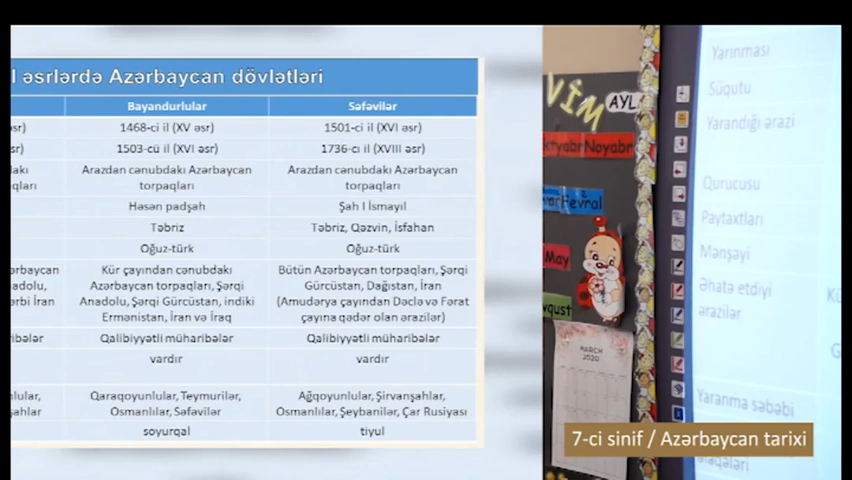 əsrlərdə Azərbaycan dövlətləri
Bayandurlular
Səfəvilər
1468-ci il (XV əsr)
1501-ci il (XVI əsr)
1503-cü il (XVI əsr)
1736-cı il (XVIII əsr)
Arazdan cənubdakı Azərbaycan
torpaqları
Arazdan cənubdakı Azərbaycan
torpaqları
Həsən padşah
Şah I İsmayıl
Təbriz
Təbriz, Qəzvin, İsfahan
Oğuz-türk
Oğuz-türk
Kür çayından cənubdakı
Azərbaycan torpaqları, Şərqi
Anadolu, Şərqi Gürcüstan, indiki
Ermənistan, İran və İraq
Bütün Azərbaycan torpaqları, Şərqi
Gürcüstan, Dağıstan, İran
(Amudərya çayından Dəclə və Fərat
çayına qədər olan ərazilər)
Qalibiyyətli müharibələr
Qalibiyyətli müharibələr
vardır
vardır
Qaraqoyunlular, Teymurilər,
Osmanlılar, Səfəvilər
Ağqoyunlular, Şirvanşahlar,
Osmanlılar, Şeybanilər, Çar Rusiyası
soyurqal
tiyul
VİM
AYL
Noyabr
Fevral
May
MARCH
2020
Yaranması
Süqutu
Yarandığı ərazi
Qurucusu
Paytaxtları
Mənşəyi
Əhatə etdiyi
ərazilər
Yaranma səbəbi
7-ci sinif / Azərbaycan tarixi